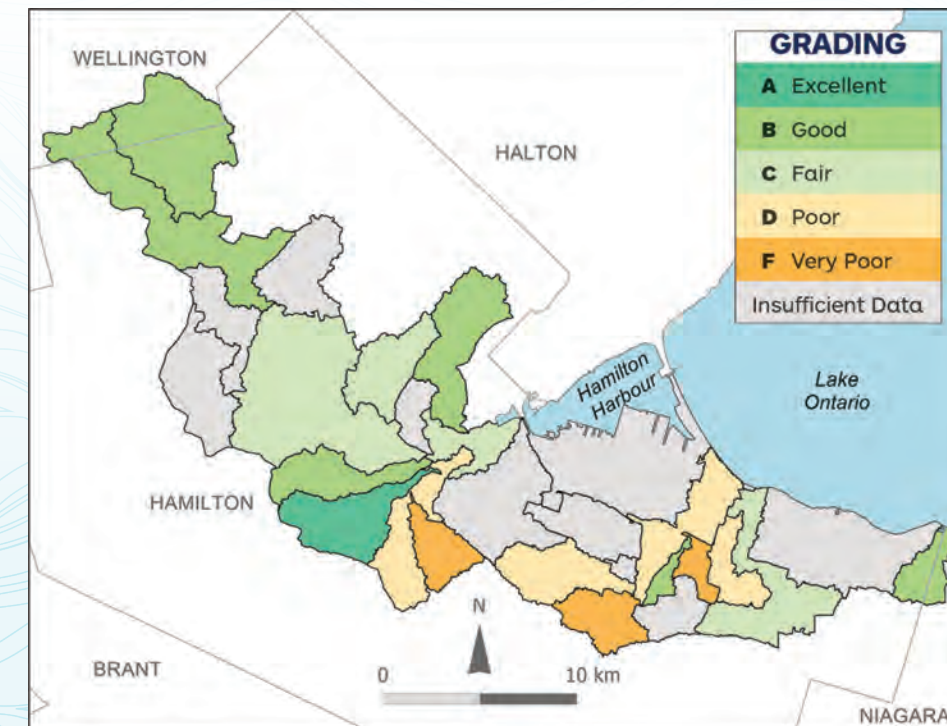 WELLINGTON
HALTON
GRADING
A Excellent
B Good
C Fair
D Poor
F Very Poor
Insufficient Data
Hamilton
Harbour
Lake
Ontario
HAMILTON
BRANT
N
0 10 km
NIAGARA